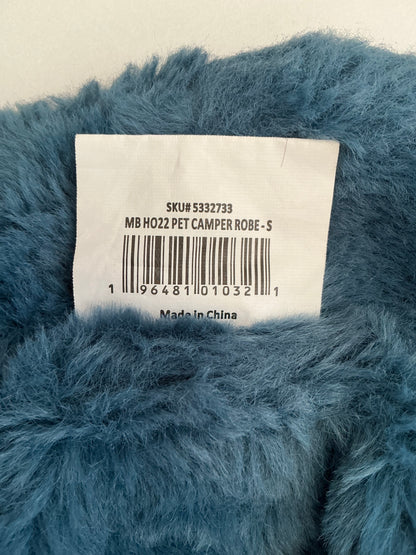 SKU# 5332733
MB HO22 PET CAMPER ROBE - S
1 96481 01032 1
Made in China